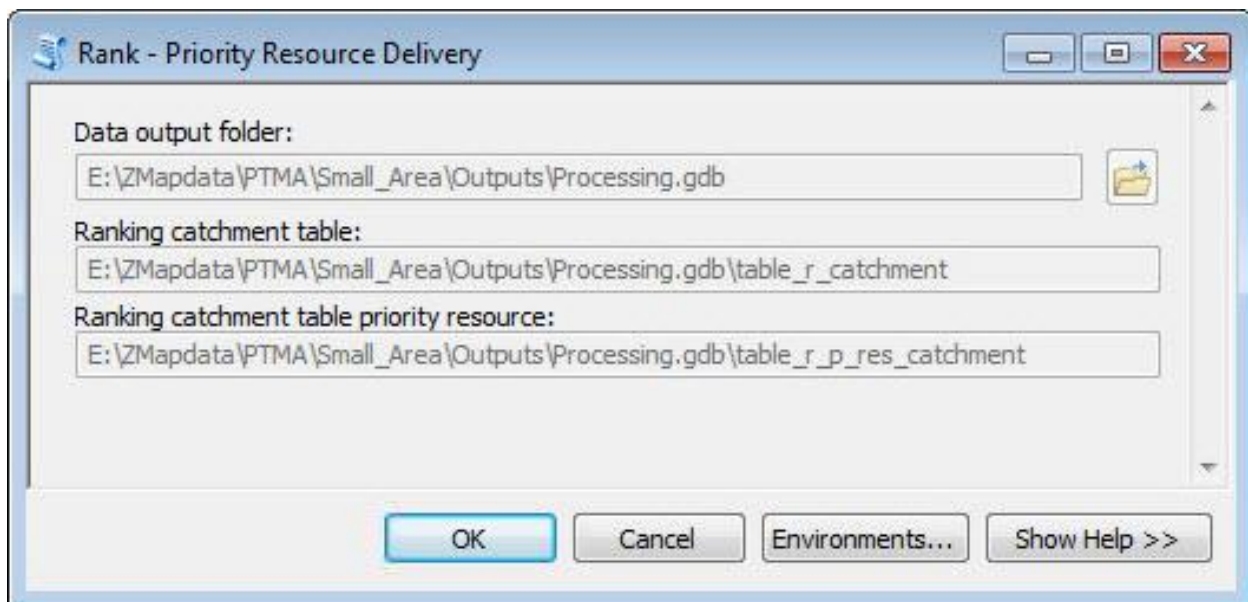 Rank - Priority Resource Delivery
Data output folder:
E:\ZMapdata\PTMA\Small_Area\Outputs\Processing.gdb
Ranking catchment table:
E:\ZMapdata\PTMA\Small_Area\Outputs\Processing.gdb\table_r_catchment
Ranking catchment table priority resource:
E:\ZMapdata\PTMA\Small_Area\Outputs\Processing.gdb\table_r_p_res_catchment
OK Cancel Environments... Show Help >>